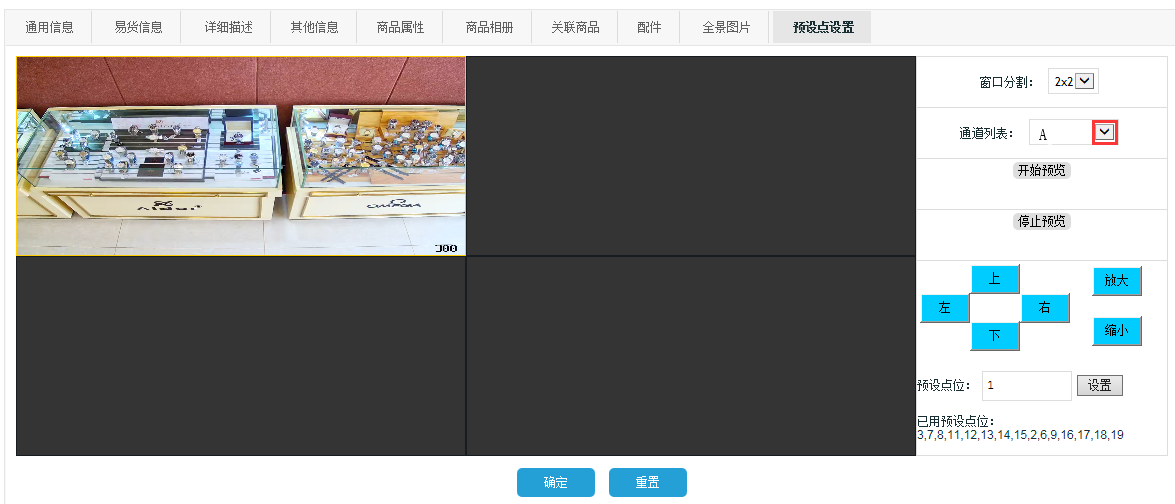 通用信息 易货信息 详细描述 其他信息 商品属性 商品相册 关联商品 配件 全景图片 预设点设置
窗口分割： 2x2
通道列表： A
开始预览
停止预览
上
放大
左 右
缩小
下
预设点位： 1 设置
已用预设点位：
3,7,8,11,12,13,14,15,2,6,9,16,17,18,19
确定 重置